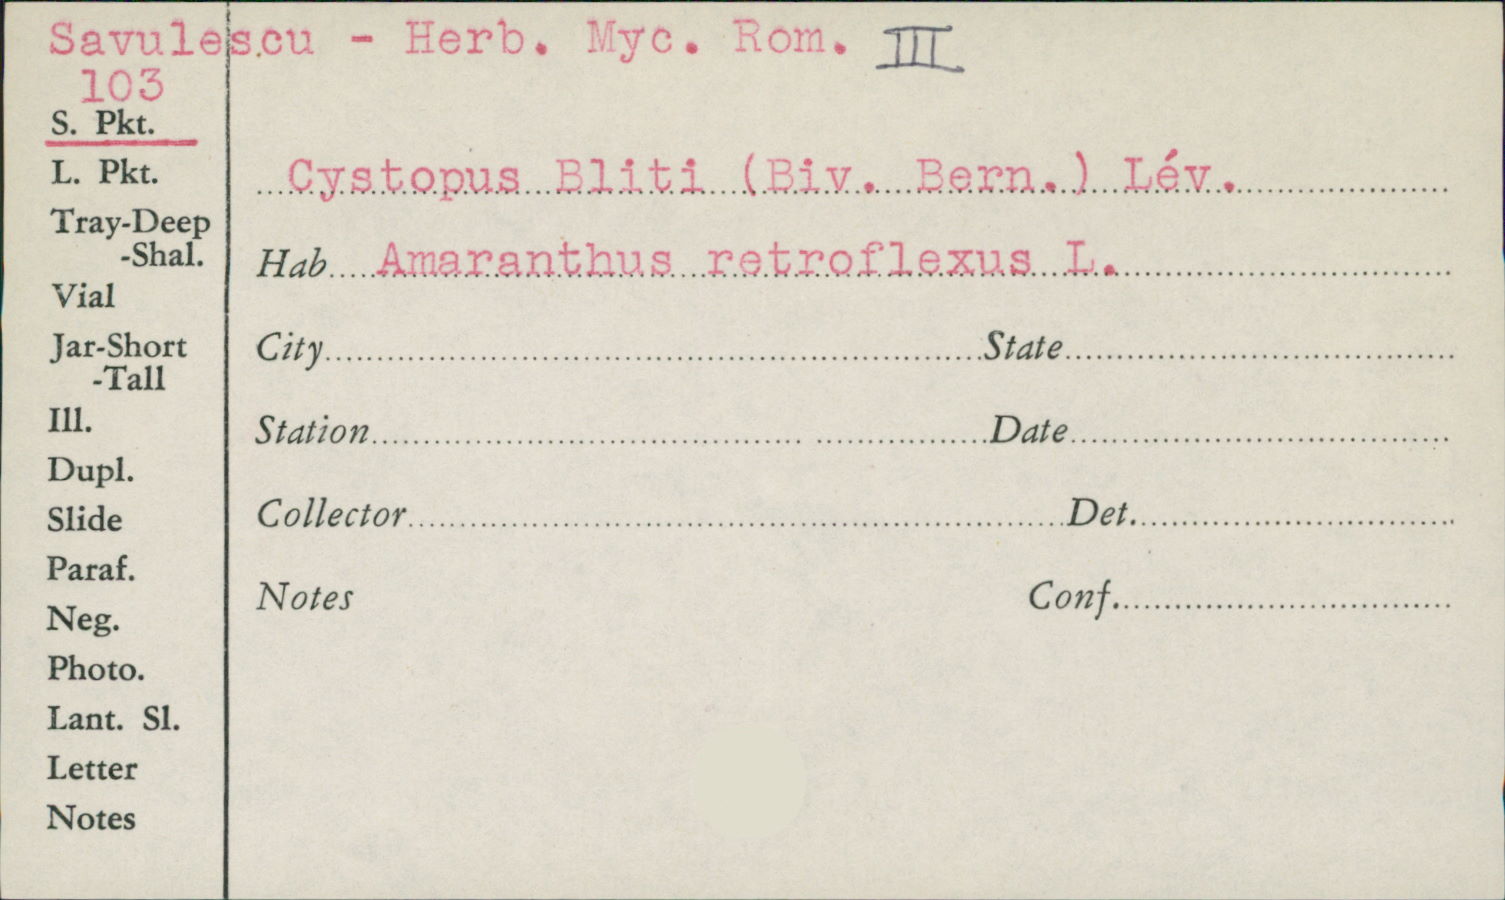 Savulescu - Herb. Myc. Rom. III
103
S. Pkt.
L. Pkt.
Tray-Deep
-Shal.
Vial
Jar-Short
-Tall
Ill.
Dupl.
Slide
Paraf.
Neg.
Photo.
Lant. Sl.
Letter
Notes
Cystopus Bliti (Biv. Bern.) Lév.
Hab Amaranthus retroflexus L.
City State
Station Date
Collector Det.
Notes Conf.